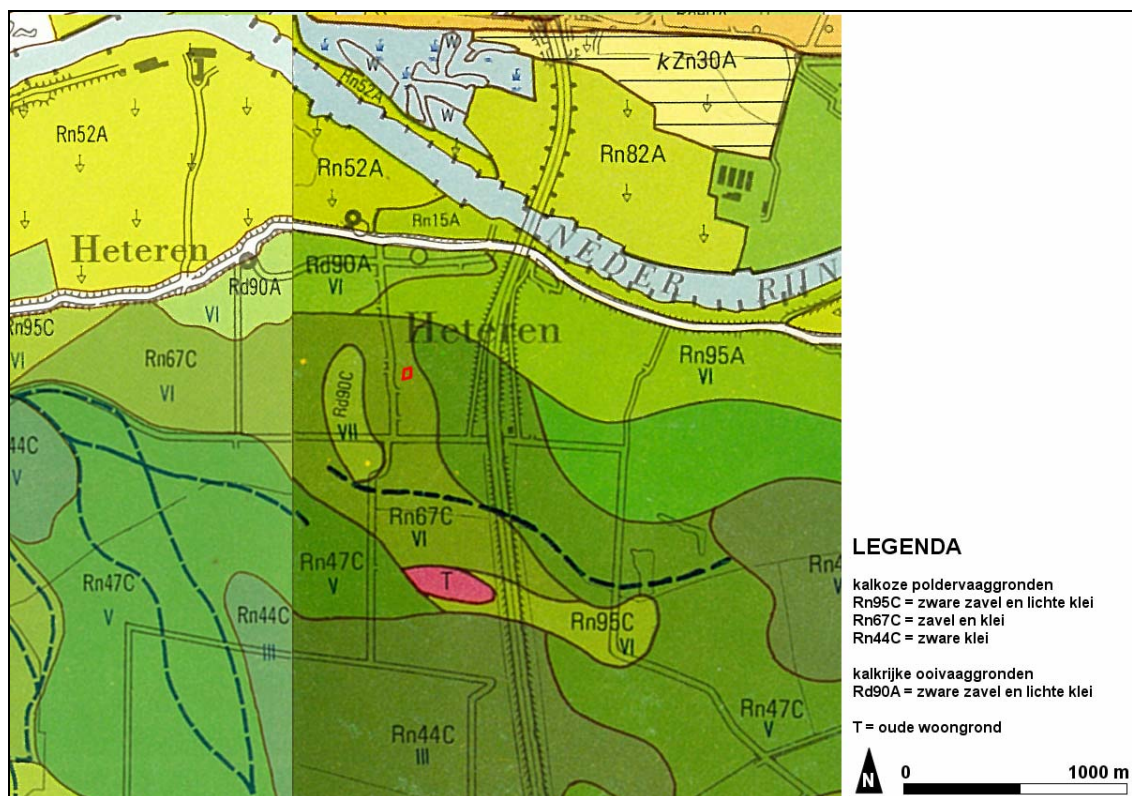 W
W
W
kZn30A
Rn52A
Rn52A
Rn52A
Rn82A
Rn15A
NEDER RIJN
Heteren
Rd90A
VI
Rd90A
VI
Heteren
Rn95C
VI
Rn67C
VI
Rn95A
VI
Rd90C
VII
44C
V
Rn67C
VI
Rn47C
V
Rn47C
V
T
Rn44C
III
Rn95C
VI
Rn47C
V
Rn44C
III
LEGENDA
kalkoze poldervaaggronden
Rn95C = zware zavel en lichte klei
Rn67C = zavel en klei
Rn44C = zware klei
kalkrijke ooivaaggronden
Rd90A = zware zavel en lichte klei
T = oude woongrond
N
0 1000 m